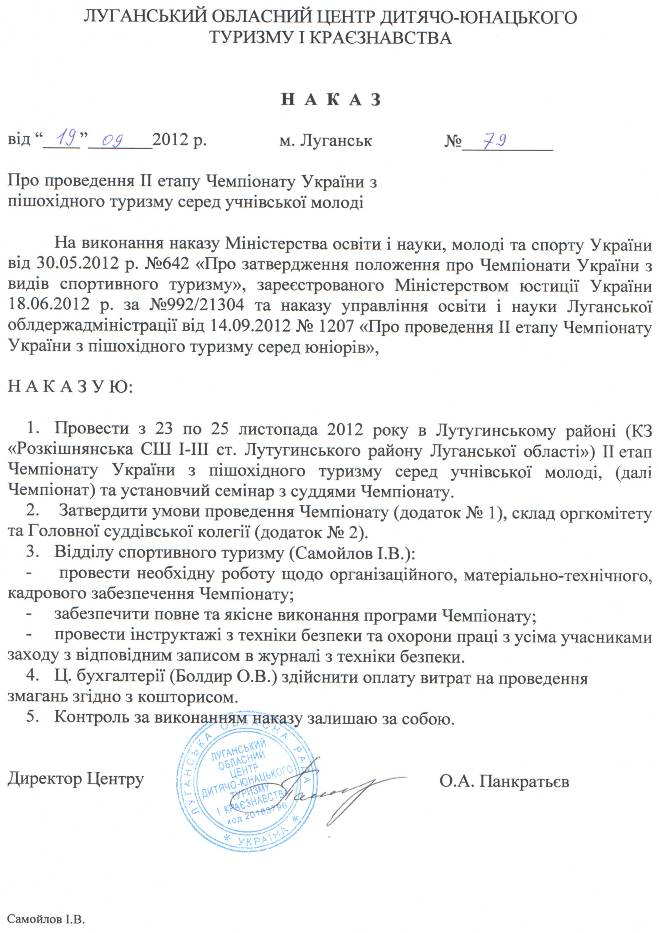 ЛУГАНСЬКИЙ ОБЛАСНИЙ ЦЕНТР ДИТЯЧО-ЮНАЦЬКОГО
ТУРИЗМУ І КРАЄЗНАВСТВА
Н А К А З
від “ 19 ” 09 2012 р. м. Луганськ № 79
Про проведення ІІ етапу Чемпіонату України з
пішохідного туризму серед учнівської молоді
На виконання наказу Міністерства освіти і науки, молоді та спорту України
від 30.05.2012 р. №642 «Про затвердження положення про Чемпіонати України з
видів спортивного туризму», зареєстрованого Міністерством юстиції України
18.06.2012 р. за №992/21304 та наказу управління освіти і науки Луганської
облдержадміністрації від 14.09.2012 № 1207 «Про проведення ІІ етапу Чемпіонату
України з пішохідного туризму серед юніорів»,
Н А К А З У Ю:
1. Провести з 23 по 25 листопада 2012 року в Лутугинському районі (КЗ
«Розкішнянська СШ І-ІІІ ст. Лутугинського району Луганської області») ІІ етап
Чемпіонату України з пішохідного туризму серед учнівської молоді, (далі
Чемпіонат) та установчий семінар з суддями Чемпіонату.
2. Затвердити умови проведення Чемпіонату (додаток № 1), склад оргкомітету
та Головної суддівської колегії (додаток № 2).
3. Відділу спортивного туризму (Самойлов І.В.):
- провести необхідну роботу щодо організаційного, матеріально-технічного,
кадрового забезпечення Чемпіонату;
- забезпечити повне та якісне виконання програми Чемпіонату;
- провести інструктажі з техніки безпеки та охорони праці з усіма учасниками
заходу з відповідним записом в журналі з техніки безпеки.
4. Ц. бухгалтерії (Болдир О.В.) здійснити оплату витрат на проведення
змагань згідно з кошторисом.
5. Контроль за виконанням наказу залишаю за собою.
ЛУГАНСЬКА ОБЛАСНА РАДА
ЛУГАНСЬКИЙ
ОБЛАСНИЙ
ЦЕНТР
ДИТЯЧО-ЮНАЦЬКОГО
ТУРИЗМУ
І КРАЄЗНАВСТВА
код
* УКРАЇНА *
Директор Центру О.А. Панкратьєв
Самойлов І.В.